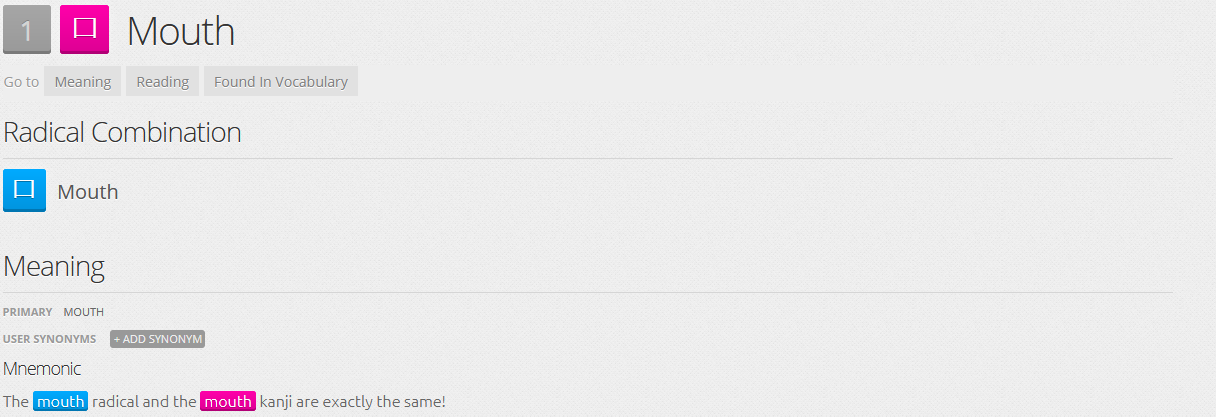 1 口 Mouth
Go to Meaning Reading Found In Vocabulary
Radical Combination
口 Mouth
Meaning
PRIMARY MOUTH
USER SYNONYMS + ADD SYNONYM
Mnemonic
The mouth radical and the mouth kanji are exactly the same!